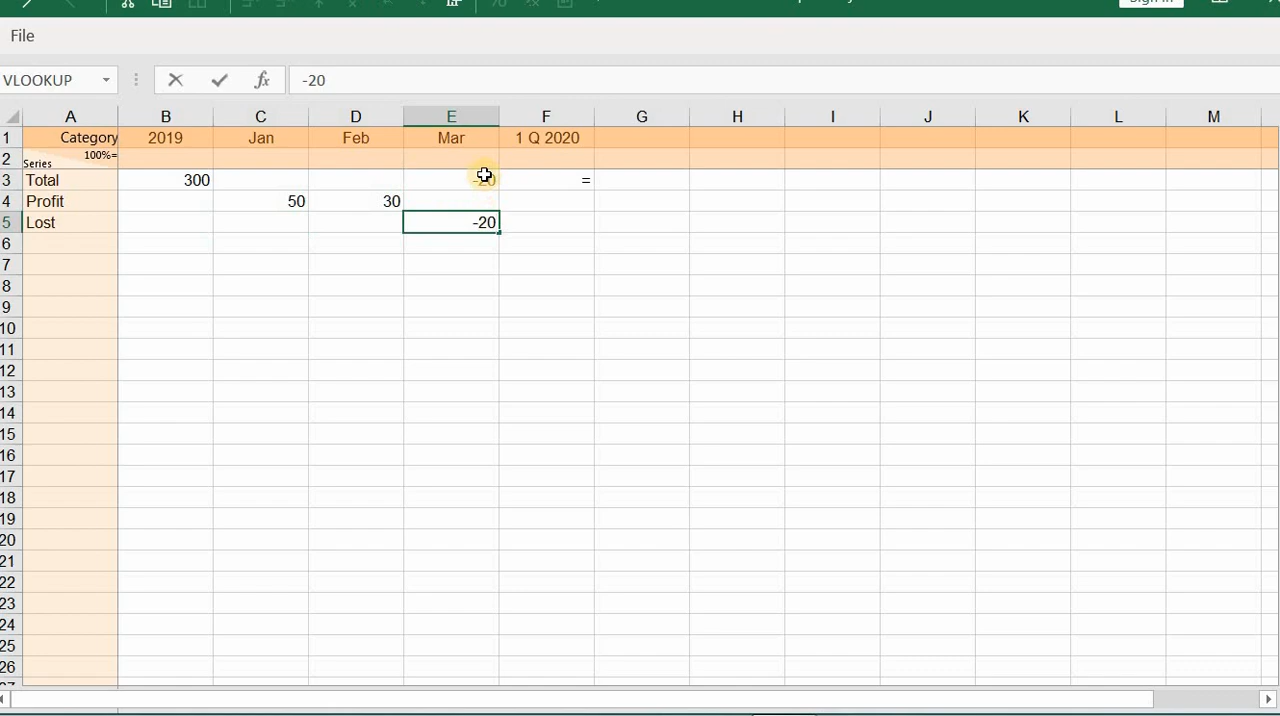 File
VLOOKUP fx -20
A B C D E F G H I J K L M
1 Category 2019 Jan Feb Mar 1 Q 2020
2 Series 100%=
3 Total 300 -20 =
4 Profit 50 30
5 Lost -20
6
7
8
9
10
11
12
13
14
15
16
17
18
19
20
21
22
23
24
25
26